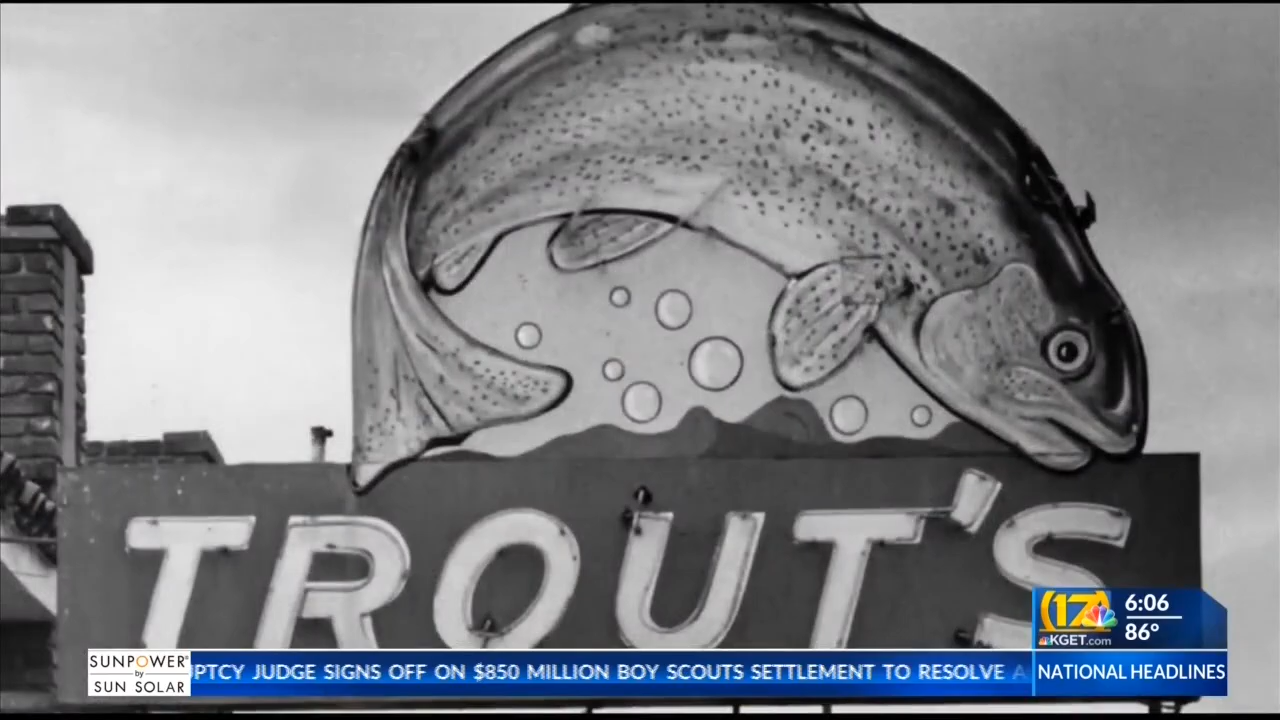 TROUT'S
17
KGET.com
6:06
86°
SUNPOWER®
by
SUN SOLAR
PTCY JUDGE SIGNS OFF ON $850 MILLION BOY SCOUTS SETTLEMENT TO RESOLVE
NATIONAL HEADLINES